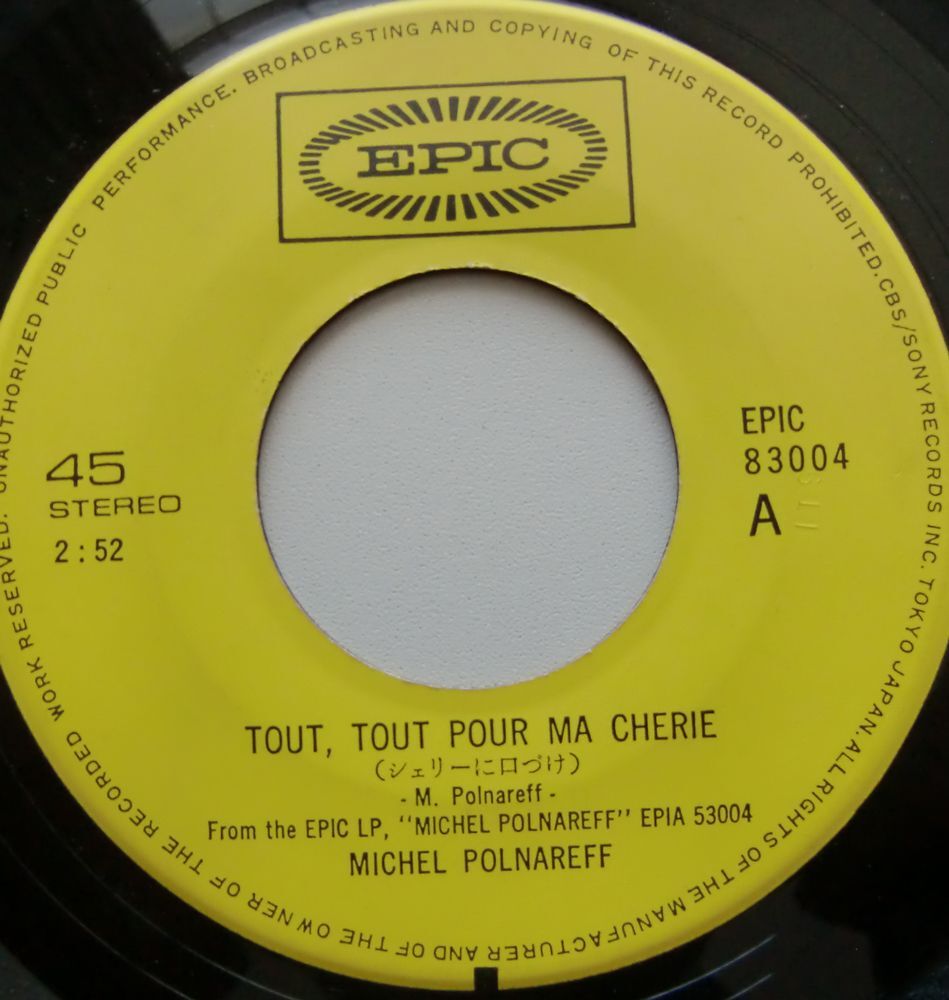 UNAUTHORIZED PUBLIC PERFORMANCE. BROADCASTING AND COPYING OF THIS RECORD PROHIBITED. CBS/SONY RECORDS INC. TOKYO JAPAN. ALL RIGHTS OF THE MANUFACTURER AND OF THE OWNER OF THE RECORDED WORK RESERVED.
EPIC
EPIC
83004
A
45
STEREO
2:52
TOUT, TOUT POUR MA CHERIE
(シェリーに口づけ)
- M. Polnareff -
From the EPIC LP, "MICHEL POLNAREFF" EPIA 53004
MICHEL POLNAREFF